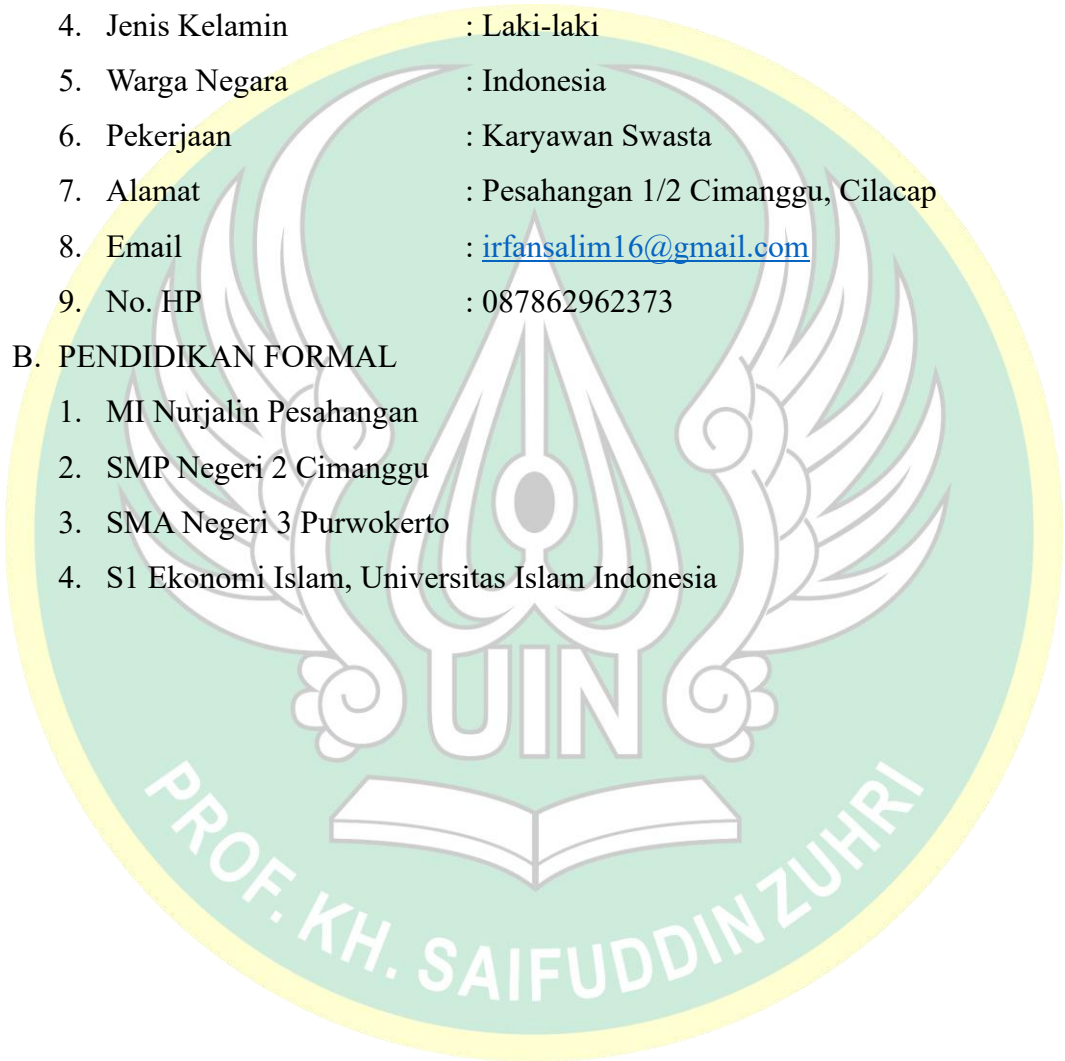 4. Jenis Kelamin : Laki-laki
5. Warga Negara : Indonesia
6. Pekerjaan : Karyawan Swasta
7. Alamat : Pesahangan 1/2 Cimanggu, Cilacap
8. Email : irfansalim16@gmail.com
9. No. HP : 087862962373
B. PENDIDIKAN FORMAL
1. MI Nurjalin Pesahangan
2. SMP Negeri 2 Cimanggu
3. SMA Negeri 3 Purwokerto
4. S1 Ekonomi Islam, Universitas Islam Indonesia
UIN
PROF. KH. SAIFUDDIN ZUHRI